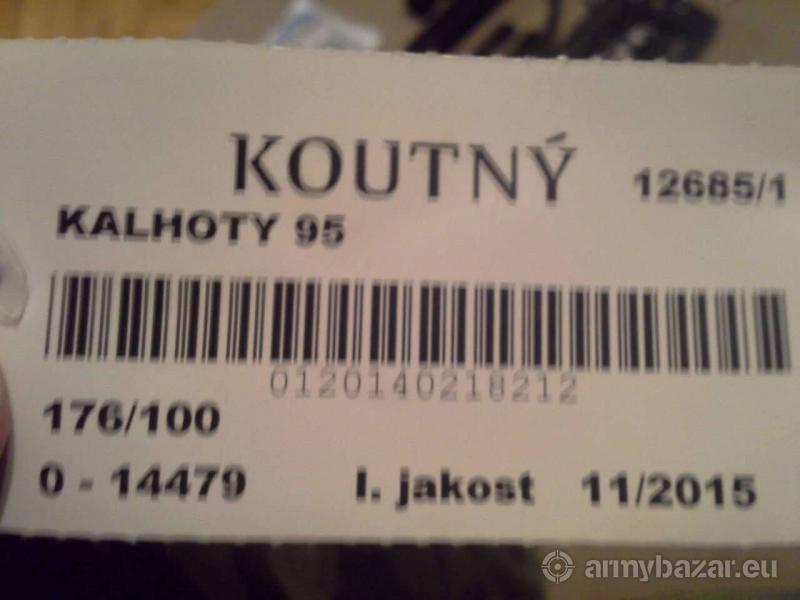 KOUTNÝ 12685/1
KALHOTY 95
0120140218212
176/100
0 - 14479 I. jakost 11/2015
armybazar.eu